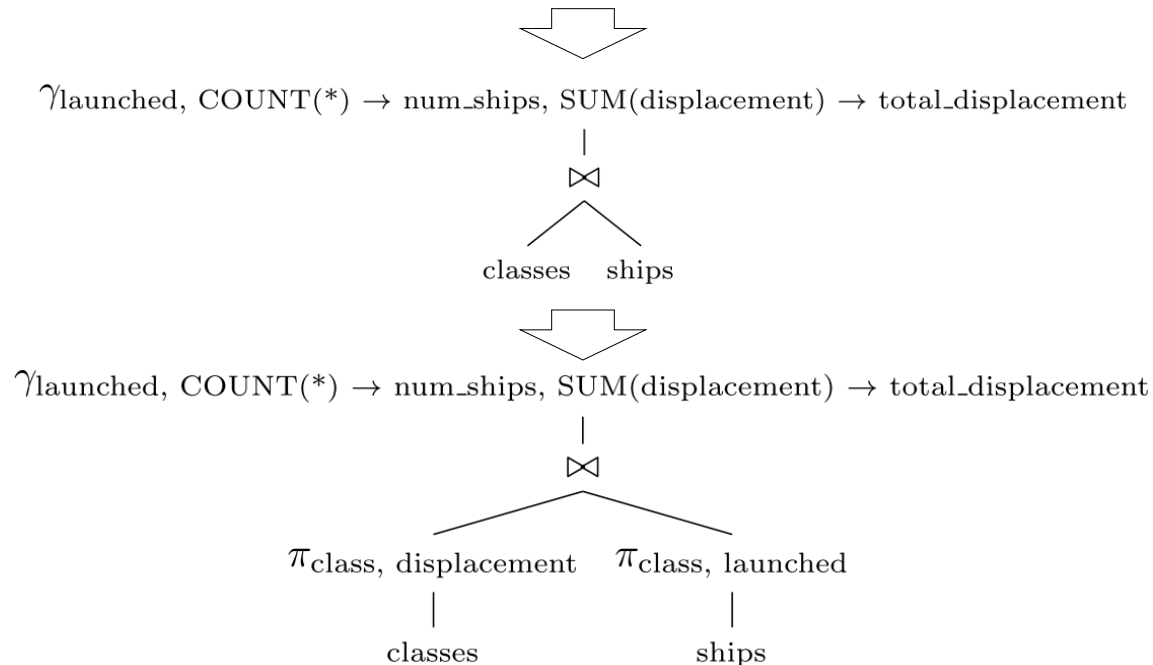 γlaunched, COUNT(*) → num_ships, SUM(displacement) → total_displacement
⋈
classes ships
γlaunched, COUNT(*) → num_ships, SUM(displacement) → total_displacement
⋈
πclass, displacement πclass, launched
classes ships